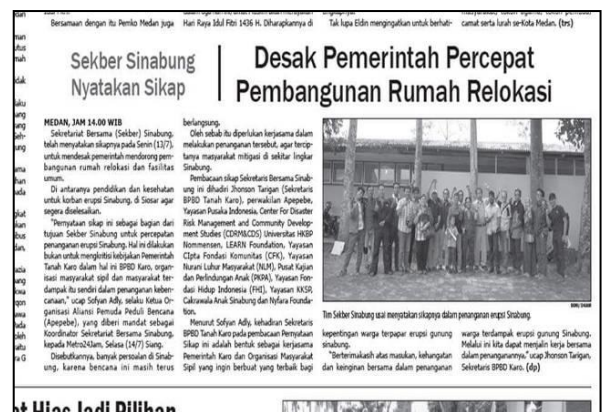 Bersamaan dengan itu Pemko Medan juga
Hari Raya Idul Fitri 1436 H. Diharapkannya di
Tak lupa Eldin mengingatkan untuk berhati-
camat serta lurah se-Kota Medan. (trs)
Sekber Sinabung
Nyatakan Sikap
Desak Pemerintah Percepat
Pembangunan Rumah Relokasi
MEDAN, JAM 14.00 WIB
Sekretariat Bersama (Sekber) Sinabung,
telah menyatakan sikapnya pada Senin (13/7),
untuk mendesak pemerintah mendorong pem-
bangunan rumah relokasi dan fasilitas
umum.
Di antaranya pendidikan dan kesehatan
untuk korban erupsi Sinabung, di Siosar agar
segera diselesaikan.
"Pernyataan sikap ini sebagai bagian dari
tujuan Sekber Sinabung untuk percepatan
penanganan erupsi Sinabung. Hal ini dilakukan
bukan untuk mengkritisi kebijakan Pemerintah
Tanah Karo dalam hal ini BPBD Karo, organ-
isasi masyarakat sipil dan masyarakat ter-
dampak itu sendiri dalam penanganan keben-
canaan," ucap Sofyan Adly, selaku Ketua Or-
ganisasi Aliansi Pemuda Peduli Bencana
(Apepebe), yang diberi mandat sebagai
Koordinator Sekretariat Bersama Sinabung,
kepada Metro24Jam, Selasa (14/7) Siang.
Disebutkannya, banyak persoalan di Sinab-
ung, karena bencana ini masih terus
berlangsung.
Oleh sebab itu diperlukan kerjasama dalam
melakukan penanganan tersebut, agar tercip-
tanya masyarakat mitigasi di sekitar lingkar
Sinabung.
Pembacaan sikap Sekretaris Bersama Sinab-
ung ini dihadiri Jhonson Tarigan (Sekretaris
BPBD Tanah Karo), perwakilan Apepebe,
Yayasan Pusaka Indonesia, Center For Disaster
Risk Management and Community Develop-
ment Studies (CDRM&CDS) Universitas HKBP
Nommensen, LEARN Foundation, Yayasan
CIpta Fondasi Komunitas (CFK), Yayasan
Nurani Luhur Masyarakat (NLM), Pusat Kajian
dan Perlindungan Anak (PKPA), Yayasan Fon-
dasi Hidup Indonesia (FHI), Yayasan KKSP,
Cakrawala Anak Sinabung dan Nyfara Founda-
tion.
Menurut Sofyan Adly, kehadiran Sekretaris
BPBD Tanah Karo pada pembacaan Pernyataan
Sikap ini adalah bentuk sebagai kerjasama
Pemerintah Karo dan Organisasi Masyarakat
Sipil yang ingin berbuat yang terbaik bagi
Tim Sekber Sinabung usai menyatakan sikapnya dalam penanganan erupsi Sinabung.
kepentingan warga terpapar erupsi gunung
sinabung.
"Berterimakasih atas masukan, kehangatan
dan keinginan bersama dalam penanganan
warga terdampak erupsi gunung Sinabung.
Melalui ini kita dapat menjalin kerja bersama
dalam penanganannya," ucap Jhonson Tarigan,
Sekretaris BPBD Karo. (dp)